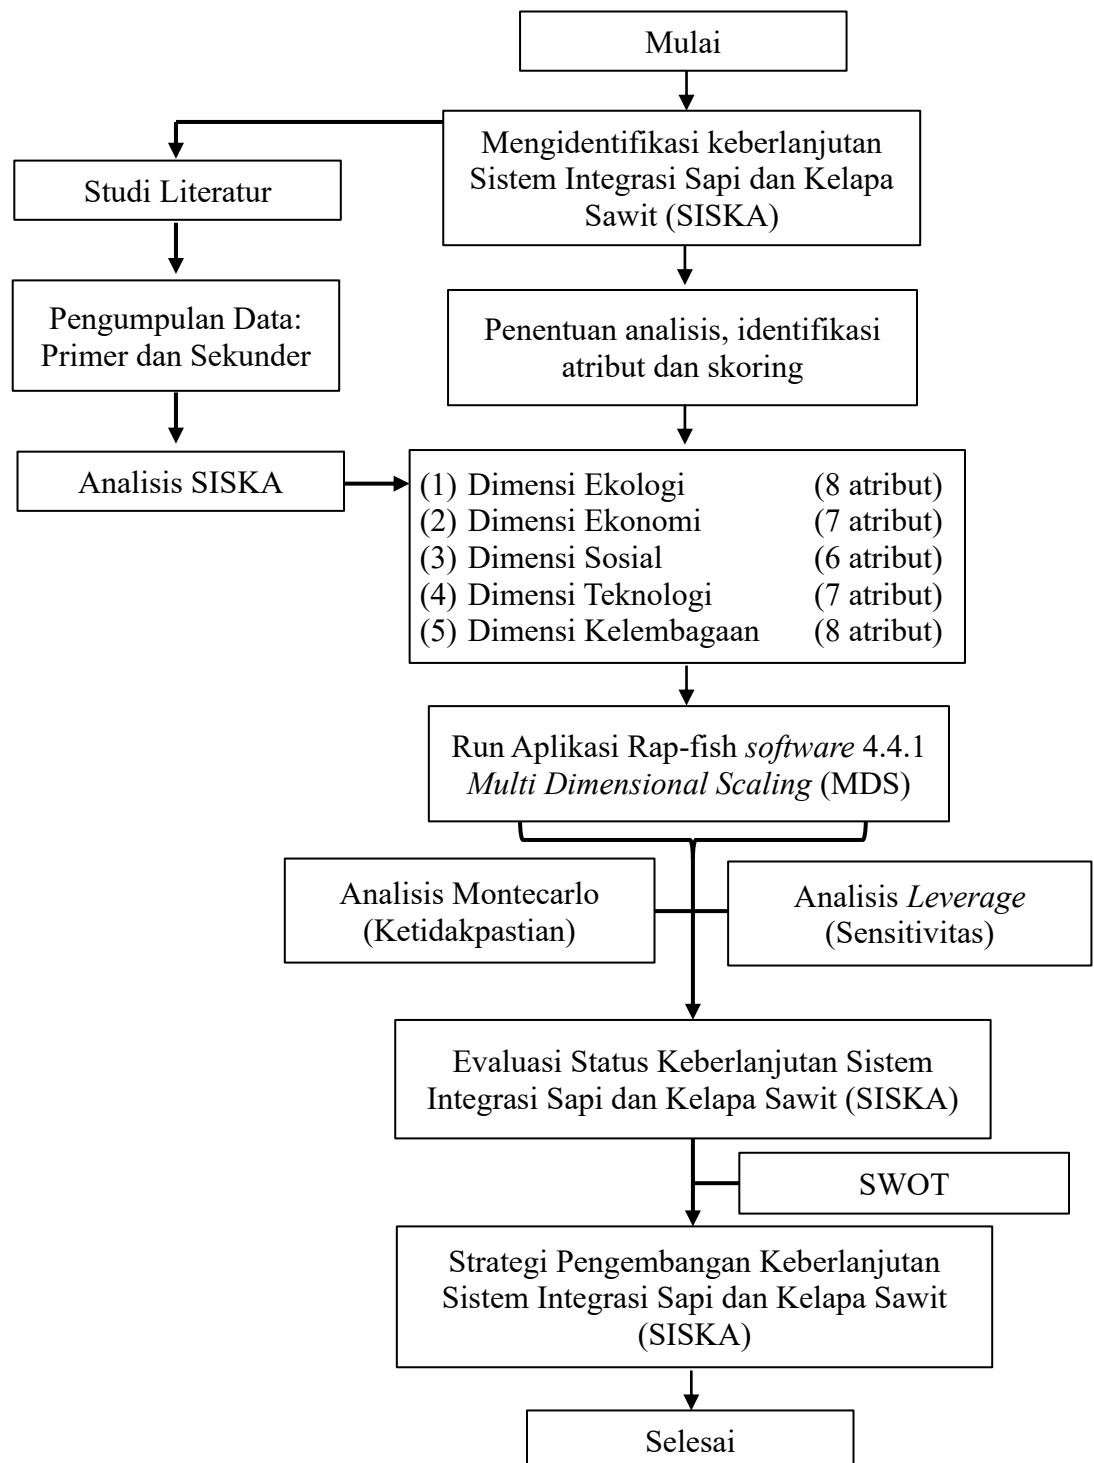 Mulai
Mengidentifikasi keberlanjutan
Sistem Integrasi Sapi dan Kelapa
Sawit (SISKA)
Studi Literatur
Pengumpulan Data:
Primer dan Sekunder
Penentuan analisis, identifikasi
atribut dan skoring
Analisis SISKA
(1) Dimensi Ekologi (8 atribut)
(2) Dimensi Ekonomi (7 atribut)
(3) Dimensi Sosial (6 atribut)
(4) Dimensi Teknologi (7 atribut)
(5) Dimensi Kelembagaan (8 atribut)
Run Aplikasi Rap-fish software 4.4.1
Multi Dimensional Scaling (MDS)
Analisis Montecarlo
(Ketidakpastian)
Analisis Leverage
(Sensitivitas)
Evaluasi Status Keberlanjutan Sistem
Integrasi Sapi dan Kelapa Sawit (SISKA)
SWOT
Strategi Pengembangan Keberlanjutan
Sistem Integrasi Sapi dan Kelapa Sawit
(SISKA)
Selesai